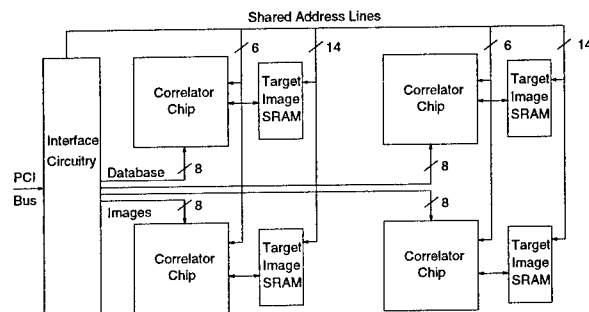 Shared Address Lines
6
14
6
14
Correlator
Chip
Target
Image
SRAM
Correlator
Chip
Target
Image
SRAM
Interface
Circuitry
Database
8
8
PCI
Bus
Images
8
8
Correlator
Chip
Target
Image
SRAM
Correlator
Chip
Target
Image
SRAM